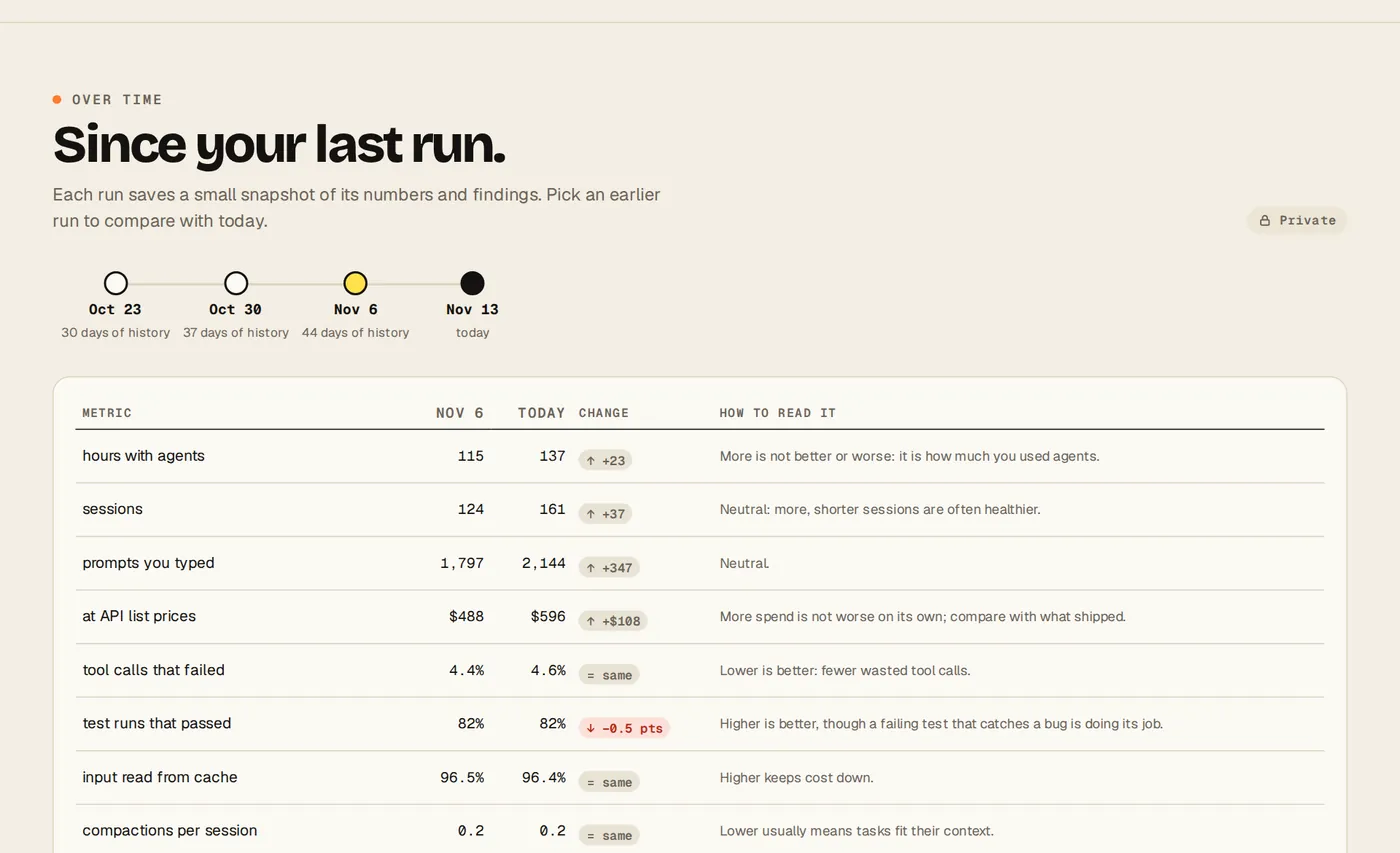 OVER TIME
Since your last run.
Each run saves a small snapshot of its numbers and findings. Pick an earlier
run to compare with today.
Private
Oct 23 Oct 30 Nov 6 Nov 13
30 days of history 37 days of history 44 days of history today
METRIC NOV 6 TODAY CHANGE HOW TO READ IT
hours with agents 115 137 ↑ +23 More is not better or worse: it is how much you used agents.
sessions 124 161 ↑ +37 Neutral: more, shorter sessions are often healthier.
prompts you typed 1,797 2,144 ↑ +347 Neutral.
at API list prices $488 $596 ↑ +$108 More spend is not worse on its own; compare with what shipped.
tool calls that failed 4.4% 4.6% = same Lower is better: fewer wasted tool calls.
test runs that passed 82% 82% ↓ −0.5 pts Higher is better, though a failing test that catches a bug is doing its job.
input read from cache 96.5% 96.4% = same Higher keeps cost down.
compactions per session 0.2 0.2 = same Lower usually means tasks fit their context.